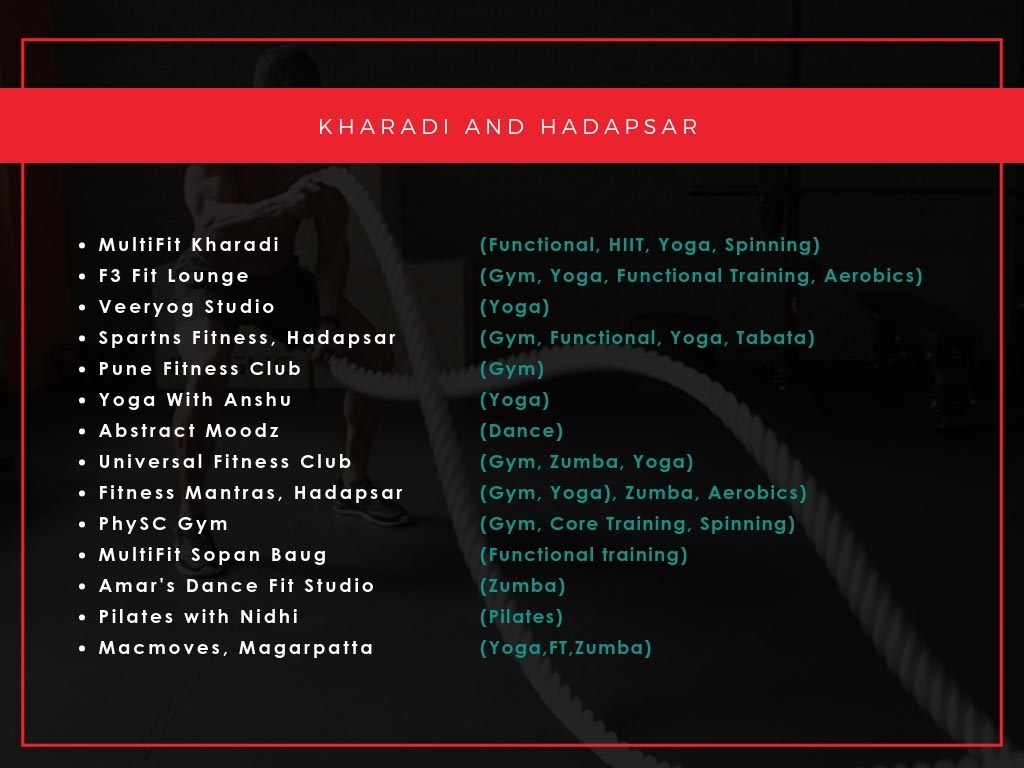 KHARADI AND HADAPSAR
• MultiFit Kharadi (Functional, HIIT, Yoga, Spinning)
• F3 Fit Lounge (Gym, Yoga, Functional Training, Aerobics)
• Veeryog Studio (Yoga)
• Spartns Fitness, Hadapsar (Gym, Functional, Yoga, Tabata)
• Pune Fitness Club (Gym)
• Yoga With Anshu (Yoga)
• Abstract Moodz (Dance)
• Universal Fitness Club (Gym, Zumba, Yoga)
• Fitness Mantras, Hadapsar (Gym, Yoga), Zumba, Aerobics)
• PhySC Gym (Gym, Core Training, Spinning)
• MultiFit Sopan Baug (Functional training)
• Amar's Dance Fit Studio (Zumba)
• Pilates with Nidhi (Pilates)
• Macmoves, Magarpatta (Yoga,FT,Zumba)